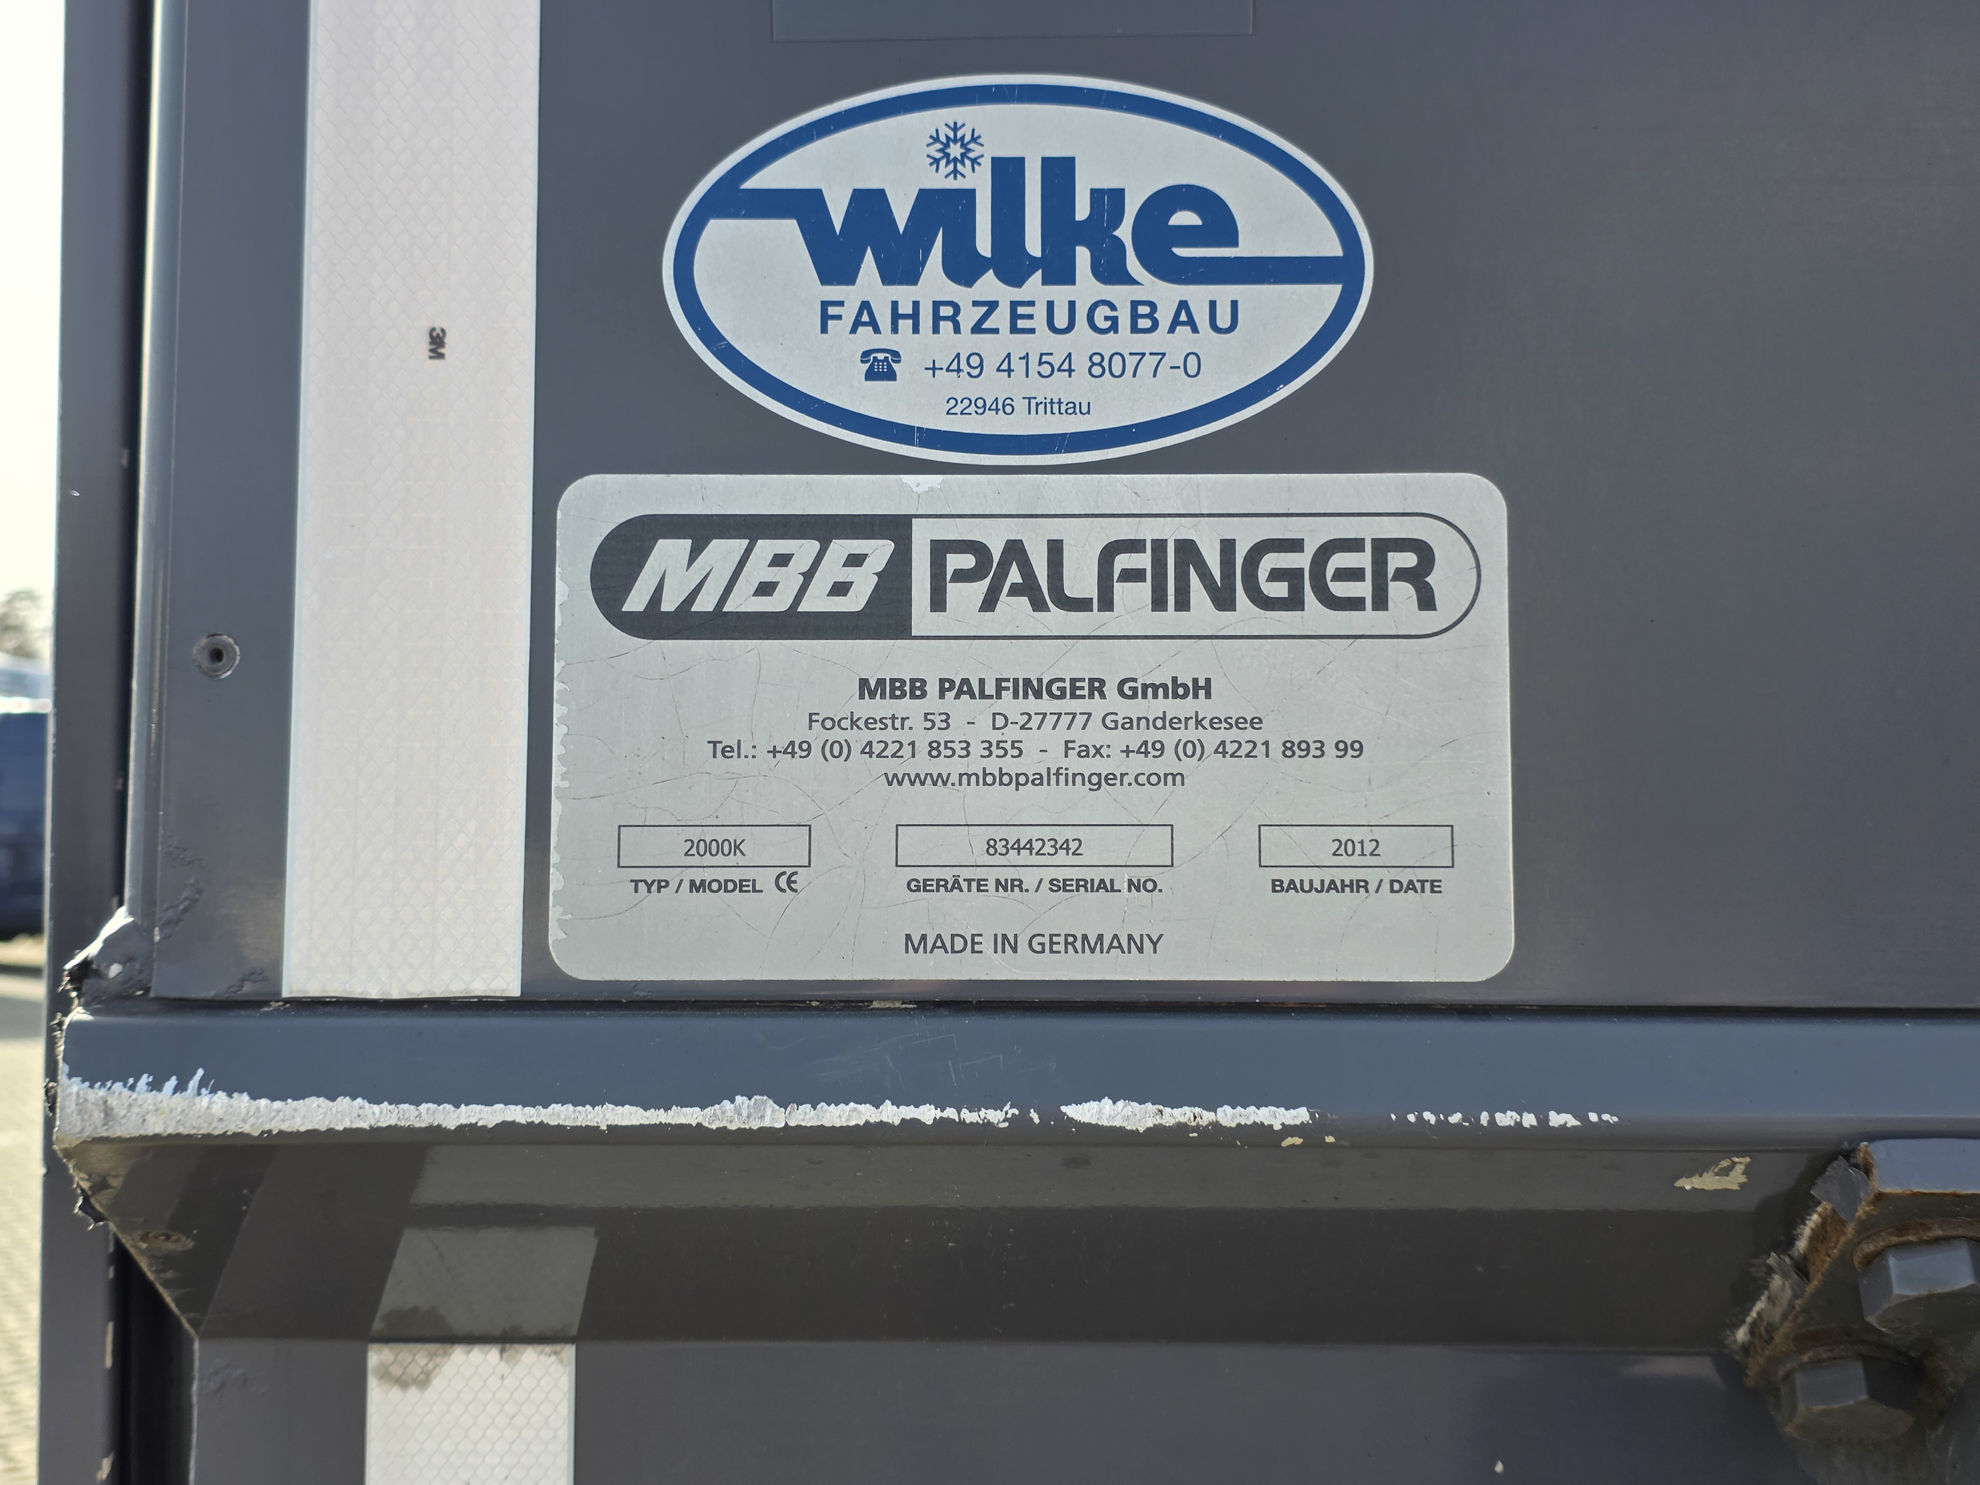 wilke
FAHRZEUGBAU
☎ +49 4154 8077-0
22946 Trittau
3M
MBB PALFINGER
MBB PALFINGER GmbH
Fockestr. 53 - D-27777 Ganderkesee
Tel.: +49 (0) 4221 853 355 - Fax: +49 (0) 4221 893 99
www.mbbpalfinger.com
2000K 83442342 2012
TYP / MODEL CE GERÄTE NR. / SERIAL NO. BAUJAHR / DATE
MADE IN GERMANY